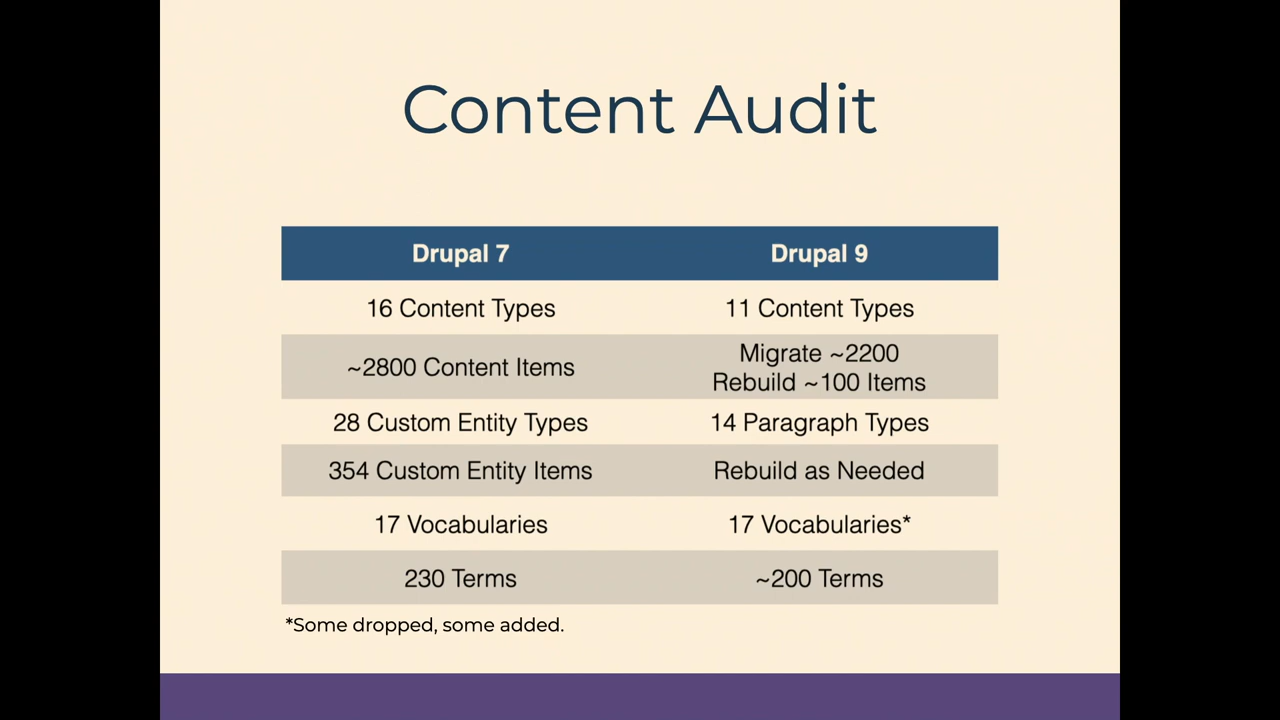 Content Audit
Drupal 7 Drupal 9
16 Content Types 11 Content Types
~2800 Content Items Migrate ~2200
Rebuild ~100 Items
28 Custom Entity Types 14 Paragraph Types
354 Custom Entity Items Rebuild as Needed
17 Vocabularies 17 Vocabularies*
230 Terms ~200 Terms
*Some dropped, some added.